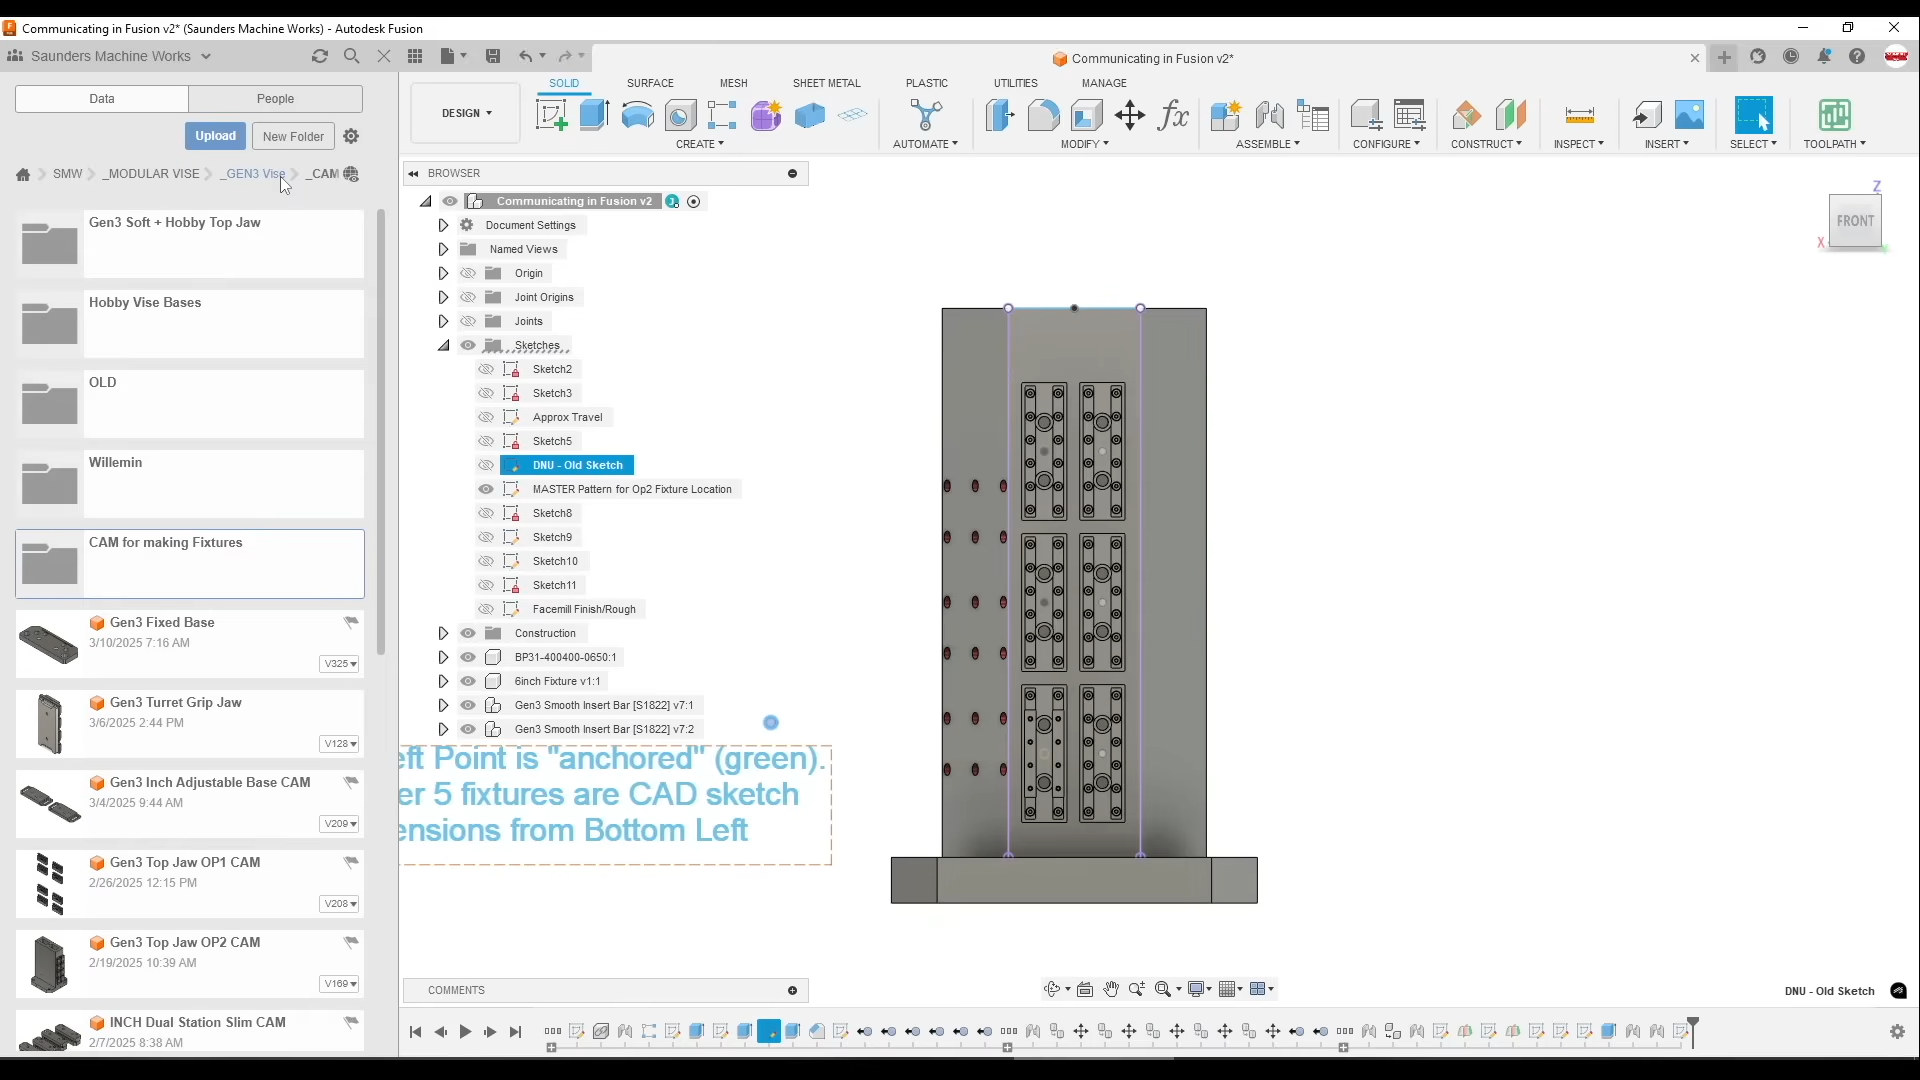 Communicating in Fusion v2* (Saunders Machine Works) - Autodesk Fusion
Saunders Machine Works
Communicating in Fusion v2*
Data
People
Upload
New Folder
SMW
_MODULAR VISE
_GEN3 Vise
_CAM
Gen3 Soft + Hobby Top Jaw
Hobby Vise Bases
OLD
Willemin
CAM for making Fixtures
Gen3 Fixed Base
3/10/2025 7:16 AM
V325
Gen3 Turret Grip Jaw
3/6/2025 2:44 PM
V128
Gen3 Inch Adjustable Base CAM
3/4/2025 9:44 AM
V209
Gen3 Top Jaw OP1 CAM
2/26/2025 12:15 PM
V208
Gen3 Top Jaw OP2 CAM
2/19/2025 10:39 AM
V169
INCH Dual Station Slim CAM
2/7/2025 8:38 AM
DESIGN
SOLID
SURFACE
MESH
SHEET METAL
PLASTIC
UTILITIES
MANAGE
CREATE
AUTOMATE
MODIFY
ASSEMBLE
CONFIGURE
CONSTRUCT
INSPECT
INSERT
SELECT
TOOLPATH
BROWSER
Communicating in Fusion v2
Document Settings
Named Views
Origin
Joint Origins
Joints
Sketches
Sketch2
Sketch3
Approx Travel
Sketch5
DNU - Old Sketch
MASTER Pattern for Op2 Fixture Location
Sketch8
Sketch9
Sketch10
Sketch11
Facemill Finish/Rough
Construction
BP31-400400-0650:1
6inch Fixture v1:1
Gen3 Smooth Insert Bar [S1822] v7:1
Gen3 Smooth Insert Bar [S1822] v7:2
eft Point is "anchored" (green).
er 5 fixtures are CAD sketch
ensions from Bottom Left
Z
FRONT
X
COMMENTS
DNU - Old Sketch